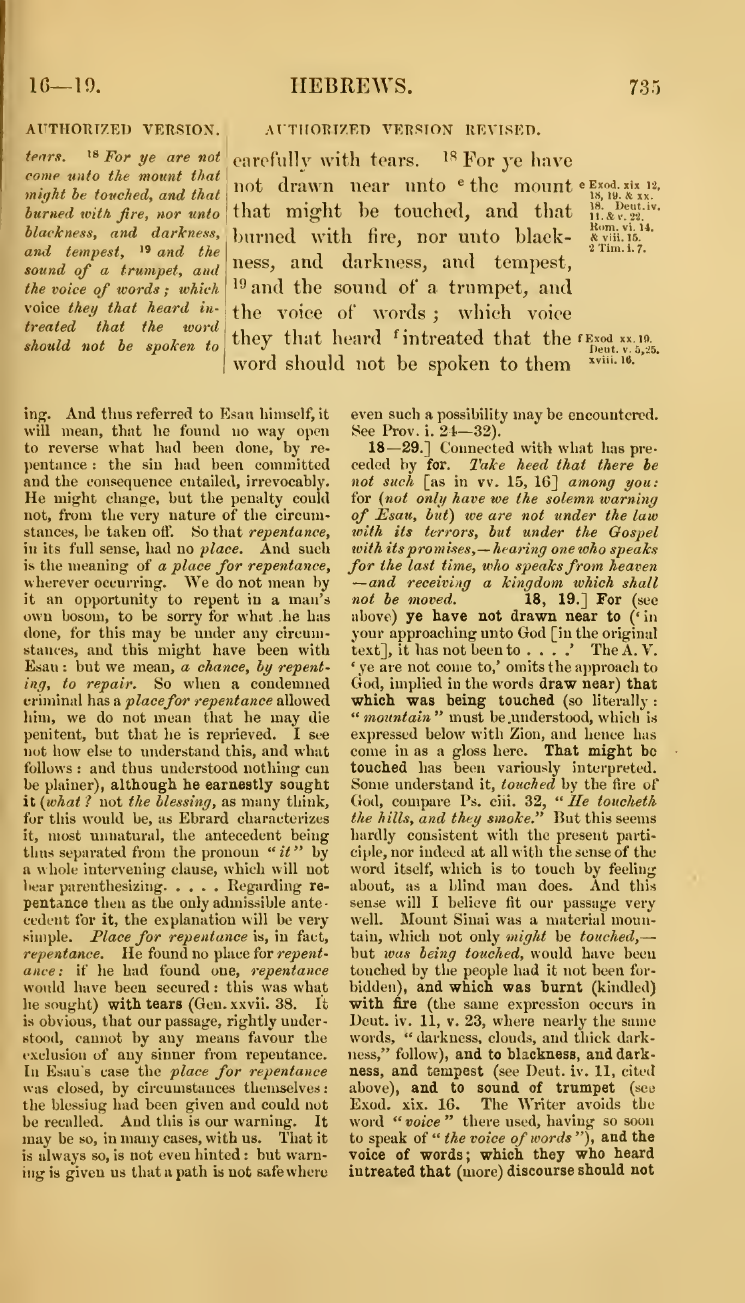 16—19.
HEBREWS.
735
AUTHORIZED VERSION.
tears. 18 For ye are not
come unto the mount that
might be touched, and that
burned with fire, nor unto
blackness, and darkness,
and tempest, 19 and the
sound of a trumpet, and
the voice of words; which
voice they that heard in-
treated that the word
should not be spoken to
AUTHORIZED VERSION REVISED.
carefully with tears. 18 For ye have
not drawn near unto e the mount
that might be touched, and that
burned with fire, nor unto black-
ness, and darkness, and tempest,
19 and the sound of a trumpet, and
the voice of words; which voice
they that heard f intreated that the
word should not be spoken to them
e Exod. xix 12,
18, 19. & xx.
18. Deut. iv.
11. & v. 22.
Rom. vi. 14.
& viii. 15.
2 Tim. i. 7.
f Exod xx. 19.
Deut. v. 5, 25.
xviii. 16.
ing. And thus referred to Esau himself, it
will mean, that he found no way open
to reverse what had been done, by re-
pentance: the sin had been committed
and the consequence entailed, irrevocably.
He might change, but the penalty could
not, from the very nature of the circum-
stances, be taken off. So that repentance,
in its full sense, had no place. And such
is the meaning of a place for repentance,
wherever occurring. We do not mean by
it an opportunity to repent in a man's
own bosom, to be sorry for what he has
done, for this may be under any circum-
stances, and this might have been with
Esau: but we mean, a chance, by repent-
ing, to repair. So when a condemned
criminal has a place for repentance allowed
him, we do not mean that he may die
penitent, but that he is reprieved. I see
not how else to understand this, and what
follows: and thus understood nothing can
be plainer), although he earnestly sought
it (what? not the blessing, as many think,
for this would be, as Ebrard characterizes
it, most unnatural, the antecedent being
thus separated from the pronoun "it" by
a whole intervening clause, which will not
bear parenthesizing. . . . . Regarding re-
pentance then as the only admissible ante-
cedent for it, the explanation will be very
simple. Place for repentance is, in fact,
repentance. He found no place for repent-
ance: if he had found one, repentance
would have been secured: this was what
he sought) with tears (Gen. xxvii. 38. It
is obvious, that our passage, rightly under-
stood, cannot by any means favour the
exclusion of any sinner from repentance.
In Esau's case the place for repentance
was closed, by circumstances themselves:
the blessing had been given and could not
be recalled. And this is our warning. It
may be so, in many cases, with us. That it
is always so, is not even hinted: but warn-
ing is given us that a path is not safe where
even such a possibility may be encountered.
See Prov. i. 24—32).
18—29.] Connected with what has pre-
ceded by for. Take heed that there be
not such [as in vv. 15, 16] among you:
for (not only have we the solemn warning
of Esau, but) we are not under the law
with its terrors, but under the Gospel
with its promises,—hearing one who speaks
for the last time, who speaks from heaven
—and receiving a kingdom which shall
not be moved. 18, 19.] For (see
above) ye have not drawn near to ('in
your approaching unto God [in the original
text], it has not been to . . . .' The A. V.
'ye are not come to,' omits the approach to
God, implied in the words draw near) that
which was being touched (so literally:
"mountain" must be understood, which is
expressed below with Zion, and hence has
come in as a gloss here. That might be
touched has been variously interpreted.
Some understand it, touched by the fire of
God, compare Ps. ciii. 32, "He toucheth
the hills, and they smoke." But this seems
hardly consistent with the present parti-
ciple, nor indeed at all with the sense of the
word itself, which is to touch by feeling
about, as a blind man does. And this
sense will I believe fit our passage very
well. Mount Sinai was a material moun-
tain, which not only might be touched,—
but was being touched, would have been
touched by the people had it not been for-
bidden), and which was burnt (kindled)
with fire (the same expression occurs in
Deut. iv. 11, v. 23, where nearly the same
words, "darkness, clouds, and thick dark-
ness," follow), and to blackness, and dark-
ness, and tempest (see Deut. iv. 11, cited
above), and to sound of trumpet (see
Exod. xix. 16. The Writer avoids the
word "voice" there used, having so soon
to speak of "the voice of words"), and the
voice of words; which they who heard
intreated that (more) discourse should not